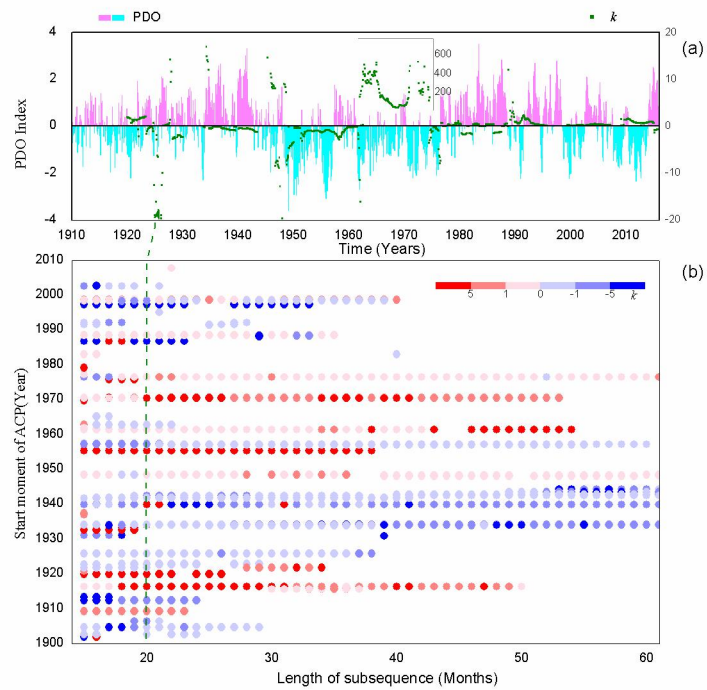 PDO k
(a)
PDO Index
4
2
0
-2
-4
20
10
0
-10
-20
600
400
200
1910 1920 1930 1940 1950 1960 1970 1980 1990 2000 2010
Time (Years)
(b)
Start moment of ACP(Year)
2010
2000
1990
1980
1970
1960
1950
1940
1930
1920
1910
1900
5 1 0 -1 -5 k
20 30 40 50 60
Length of subsequence (Months)